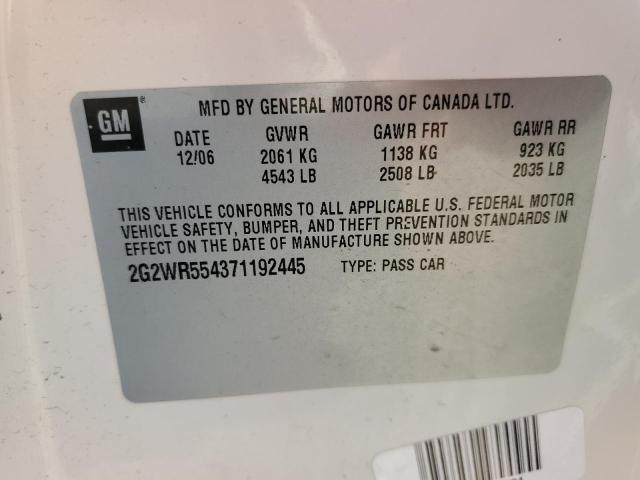 GM
MFD BY GENERAL MOTORS OF CANADA LTD.
DATE GVWR GAWR FRT GAWR RR
12/06 2061 KG 1138 KG 923 KG
4543 LB 2508 LB 2035 LB
THIS VEHICLE CONFORMS TO ALL APPLICABLE U.S. FEDERAL MOTOR
VEHICLE SAFETY, BUMPER, AND THEFT PREVENTION STANDARDS IN
EFFECT ON THE DATE OF MANUFACTURE SHOWN ABOVE.
2G2WR554371192445 TYPE: PASS CAR